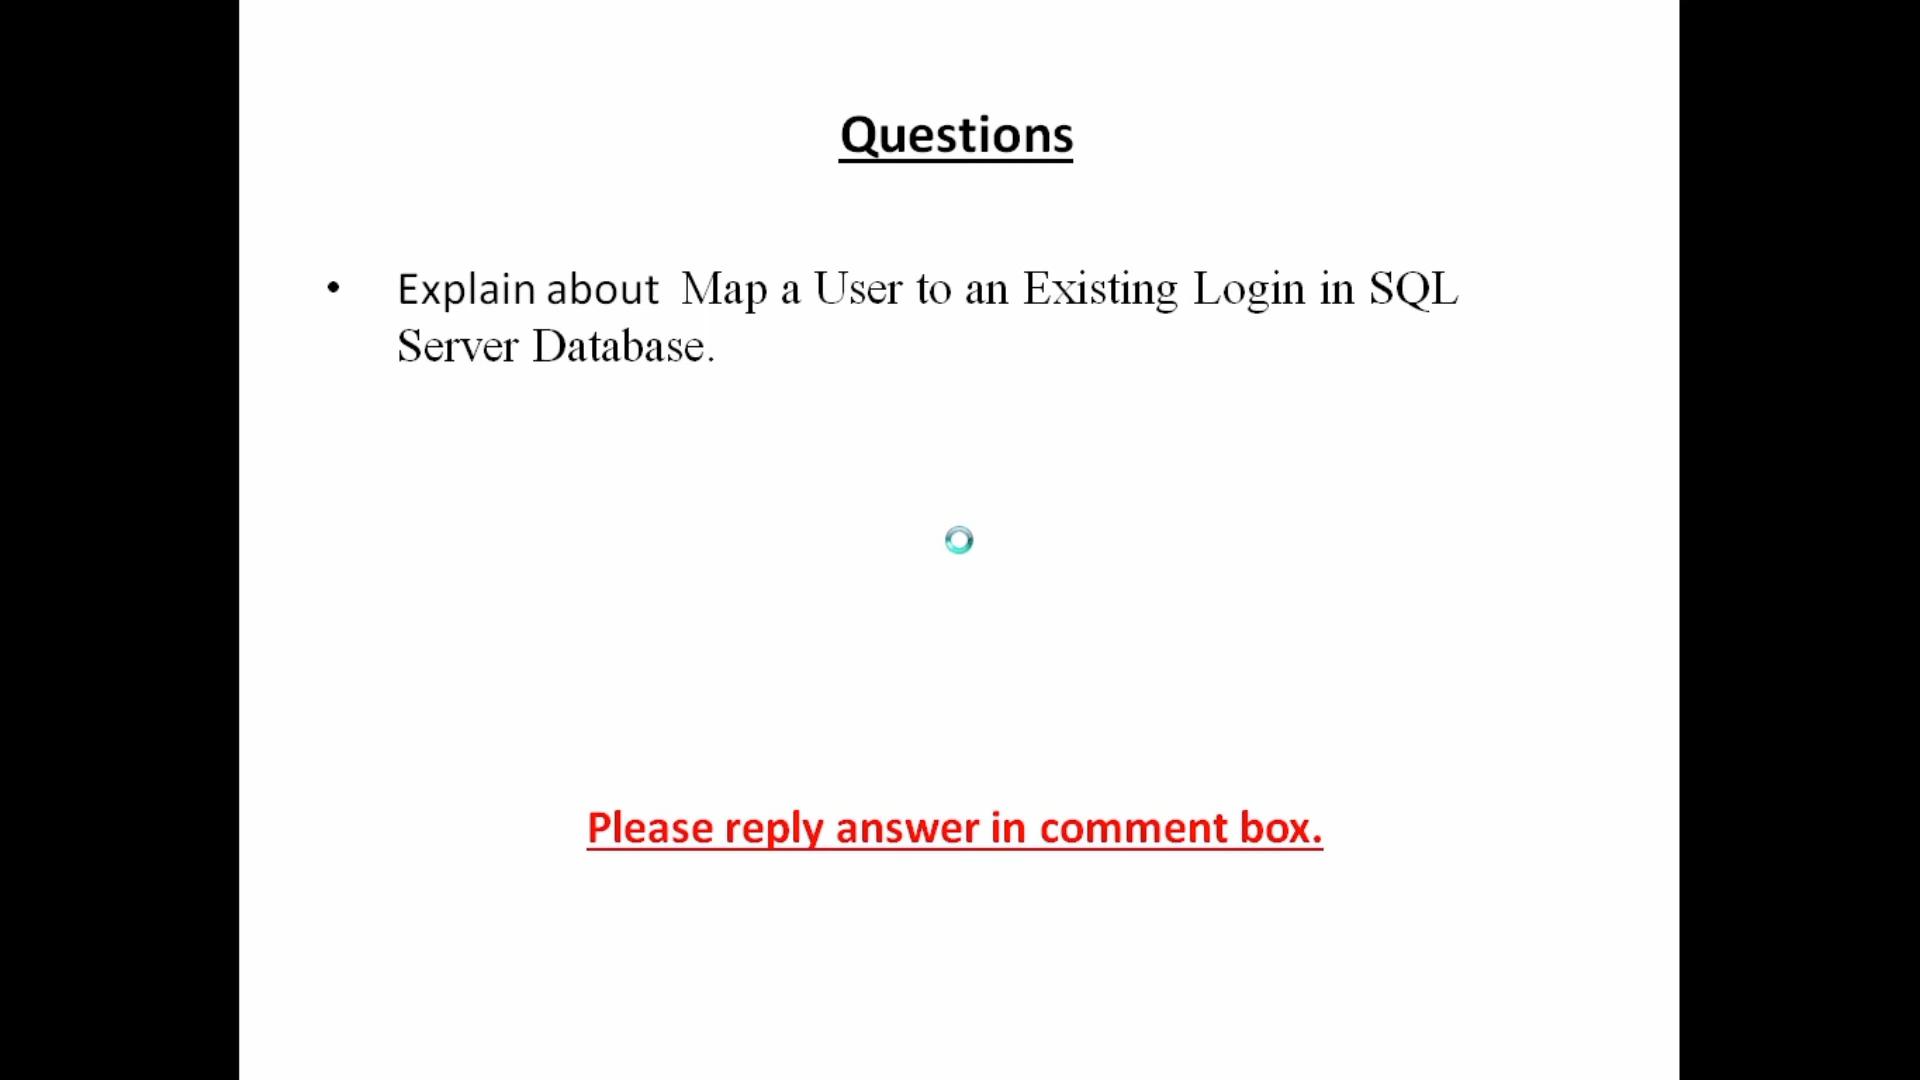 Questions
• Explain about Map a User to an Existing Login in SQL
Server Database.
Please reply answer in comment box.